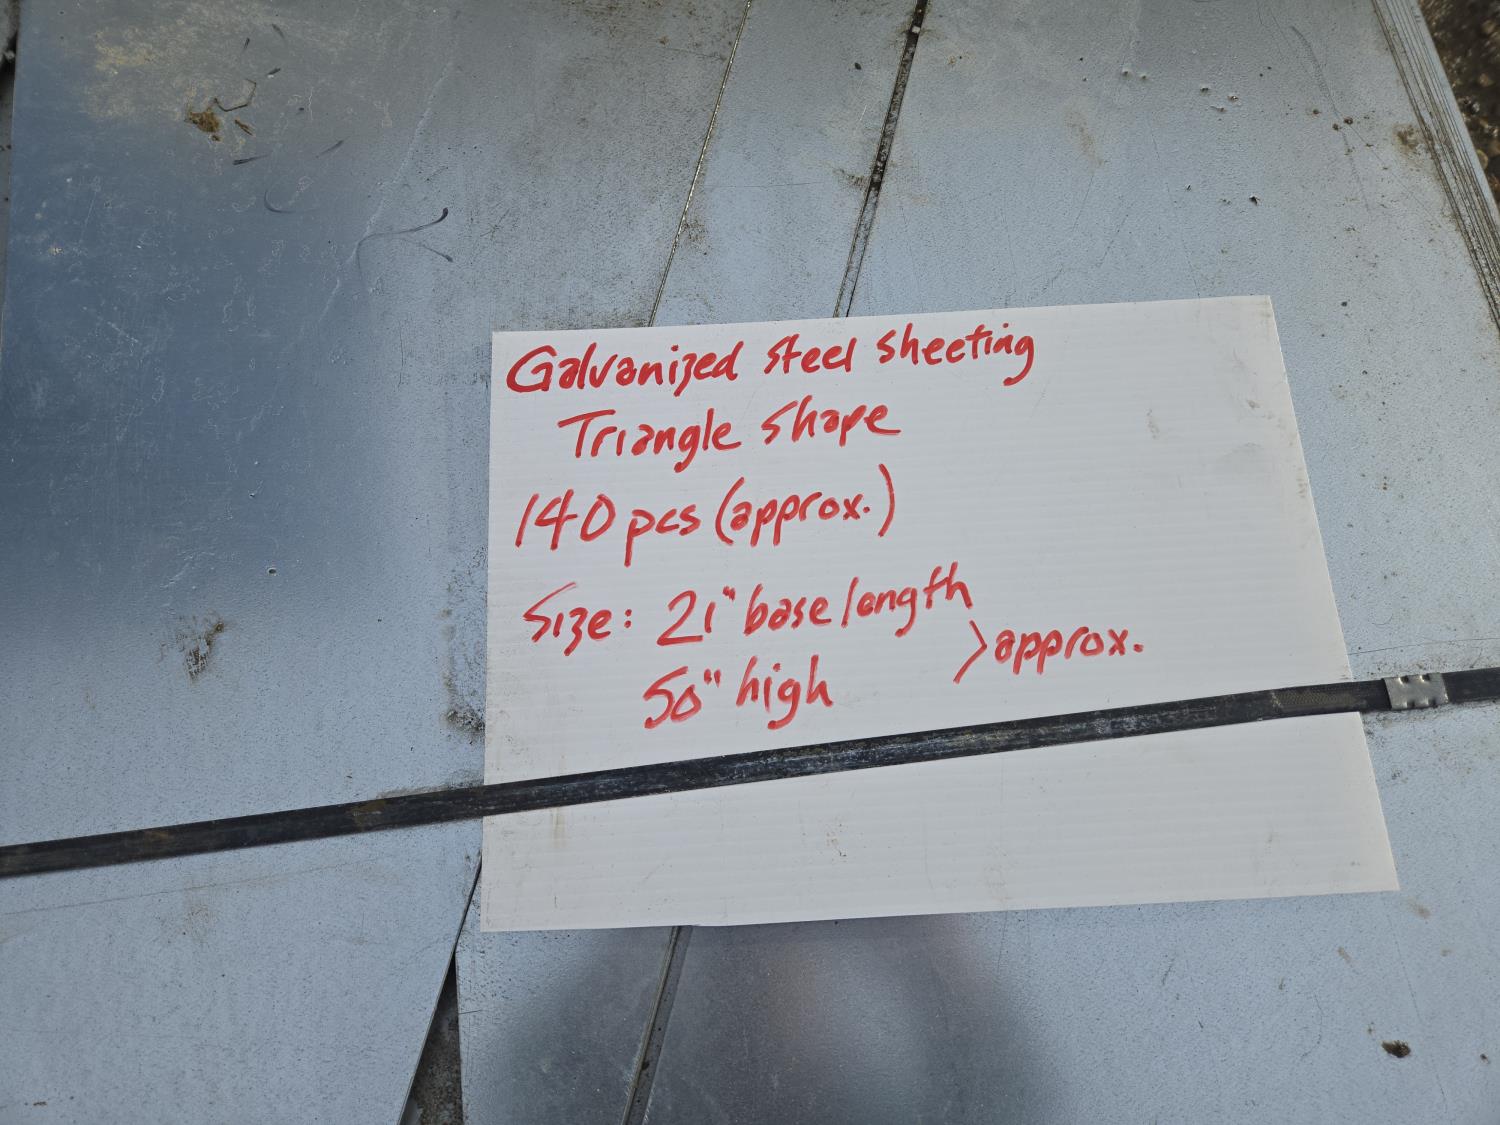 Galvanized steel sheeting
Triangle shape
140 pcs (approx.)
Size: 21" base length
50" high >approx.